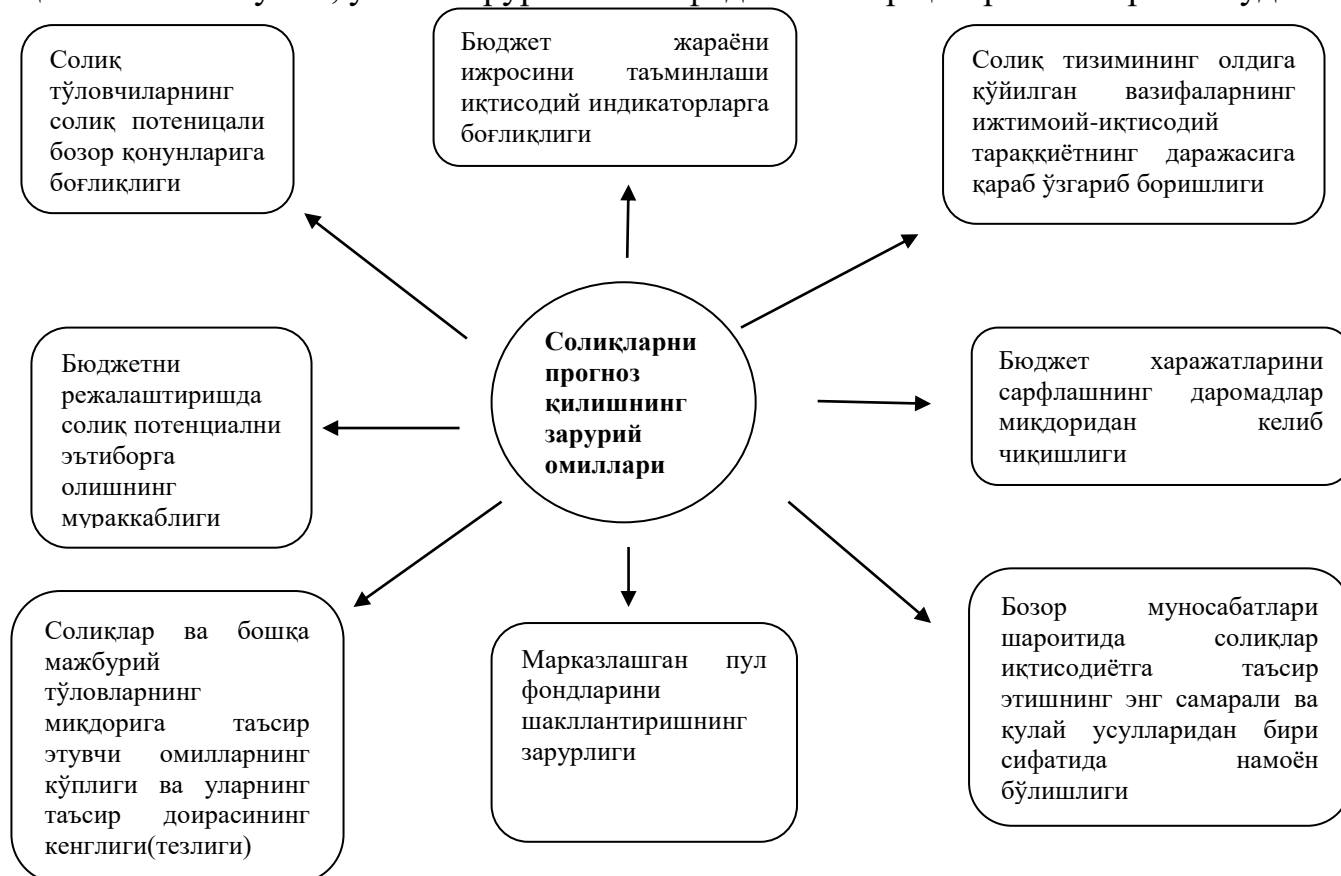 Солиқ
тўловчиларнинг
солиқ потеницали
бозор қонунларига
боғлиқлиги
Бюджет жараёни
ижросини таъминлаши
иқтисодий индикаторларга
боғлиқлиги
Солиқ тизимининг олдига
қўйилган вазифаларнинг
ижтимоий-иқтисодий
тараққиётнинг даражасига
қараб ўзгариб боришлиги
Бюджетни
режалаштиришда
солиқ потенциални
эътиборга
олишнинг
мураккаблиги
Солиқларни
прогноз
қилишнинг
зарурий
омиллари
Бюджет харажатларини
сарфлашнинг даромадлар
миқдоридан келиб
чиқишлиги
Солиқлар ва бошқа
мажбурий
тўловларнинг
миқдорига таъсир
этувчи омилларнинг
кўплиги ва уларнинг
таъсир доирасининг
кенглиги(тезлиги)
Марказлашган пул
фондларини
шакллантиришнинг
зарурлиги
Бозор муносабатлари
шароитида солиқлар
иқтисодиётга таъсир
этишнинг энг самарали ва
қулай усулларидан бири
сифатида намоён
бўлишлиги